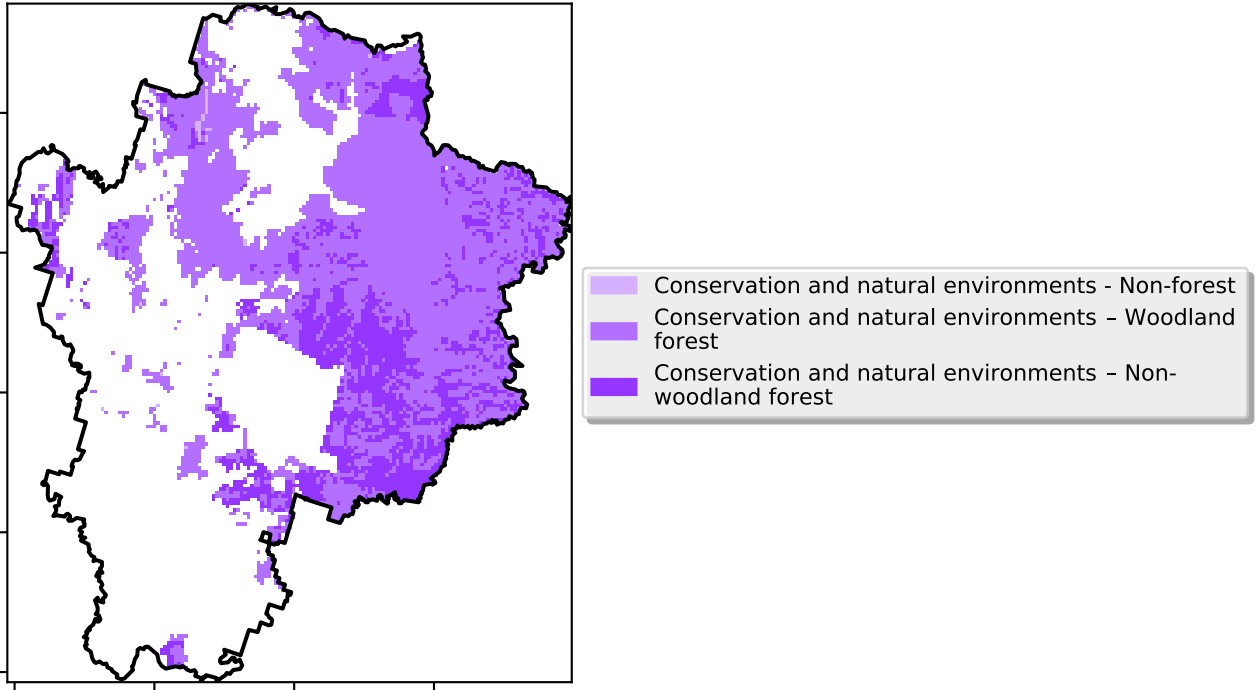 Conservation and natural environments - Non-forest
Conservation and natural environments – Woodland
forest
Conservation and natural environments – Non-
woodland forest